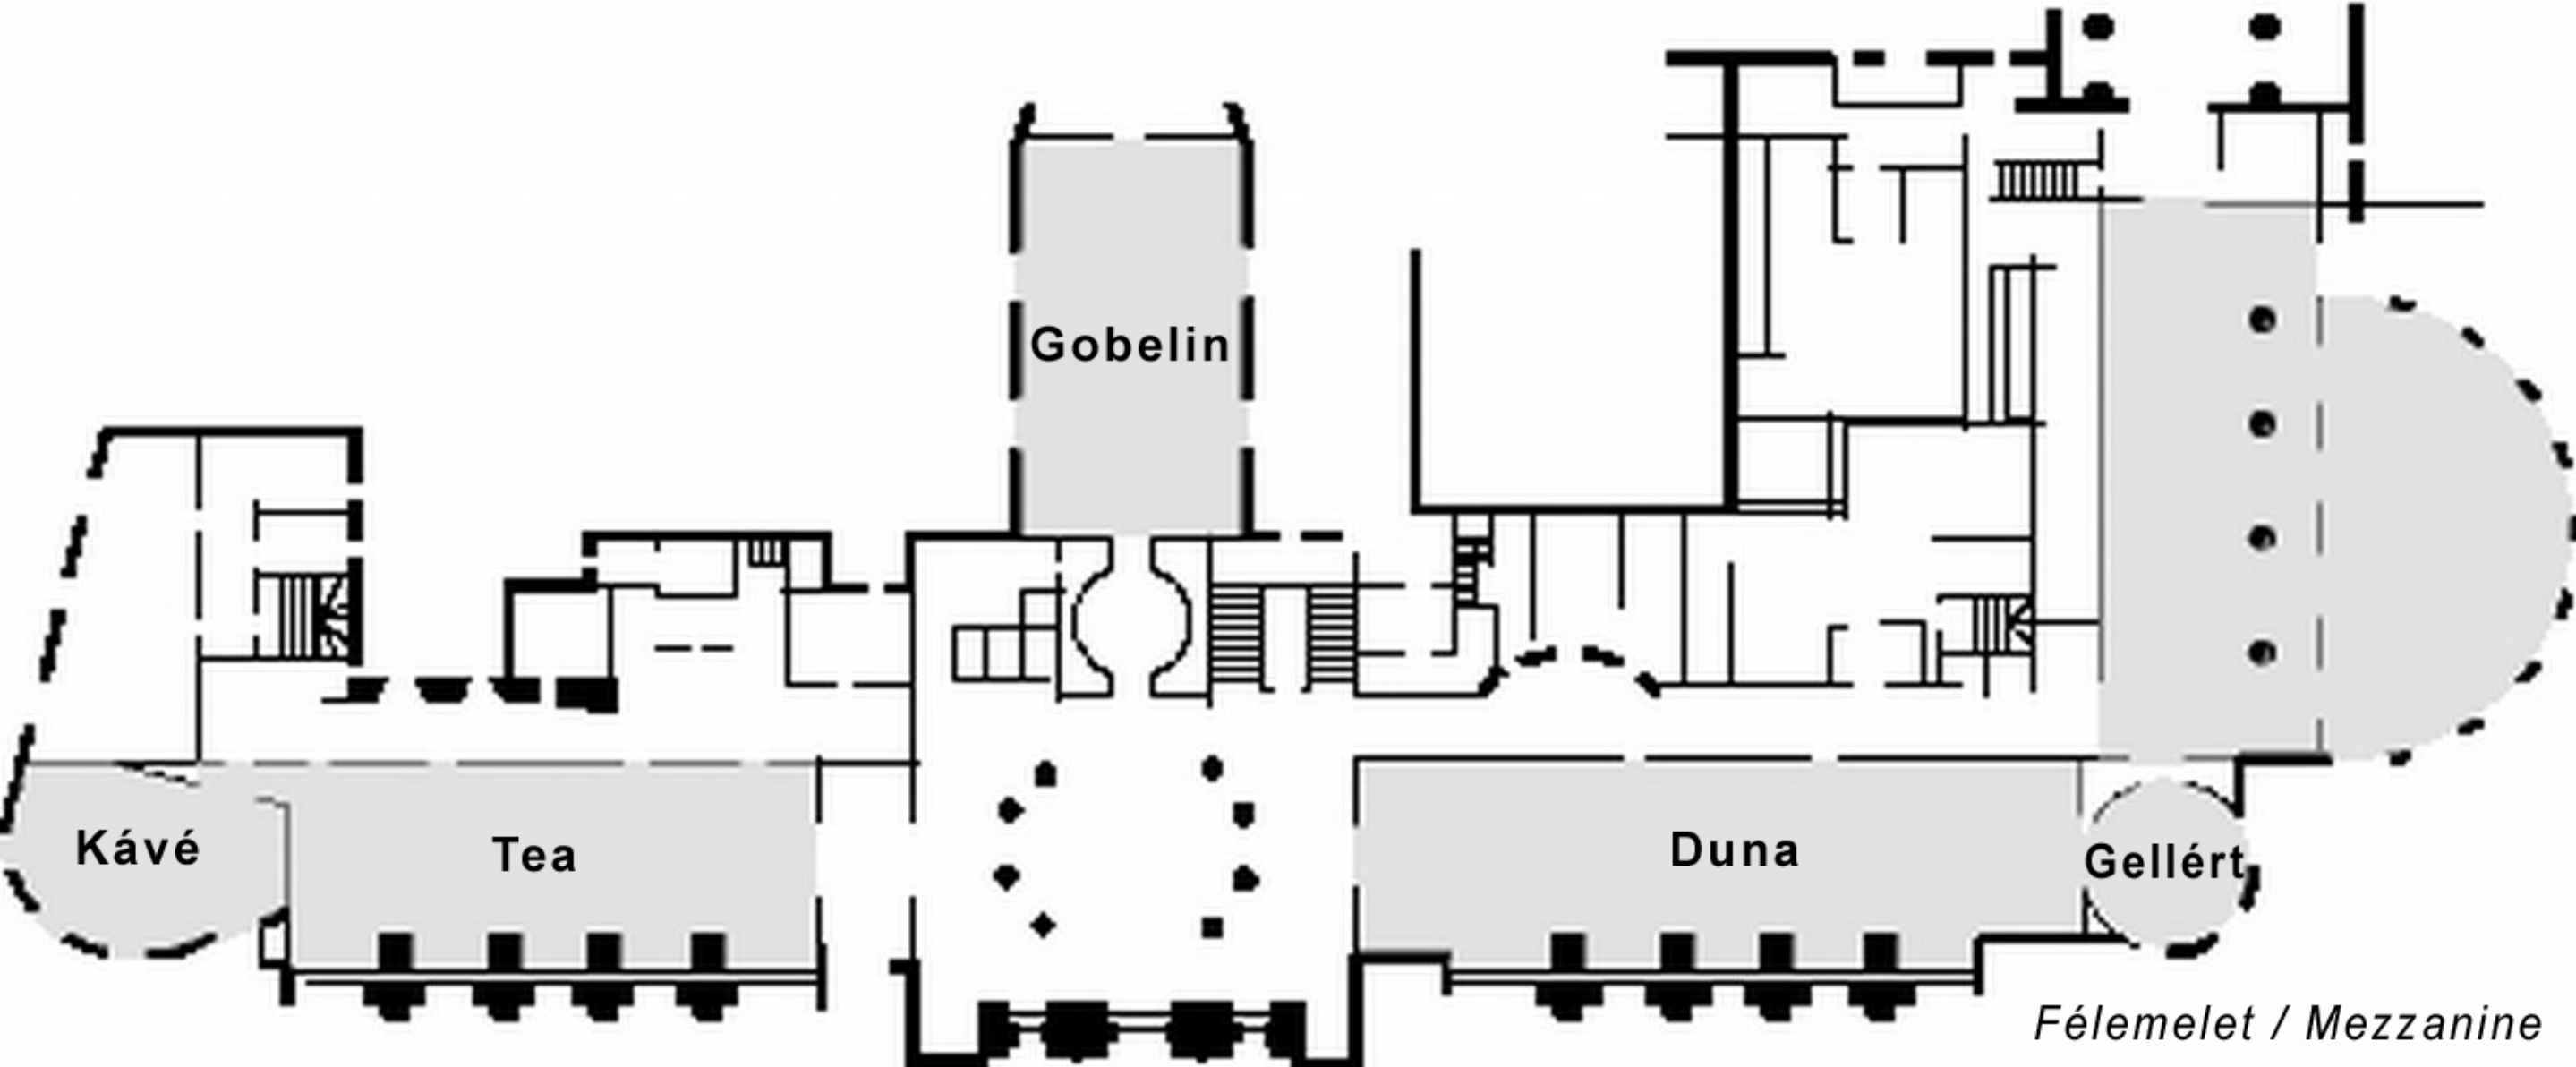 Gobelin
Kávé
Tea
Duna
Gellért
Félemelet / Mezzanine